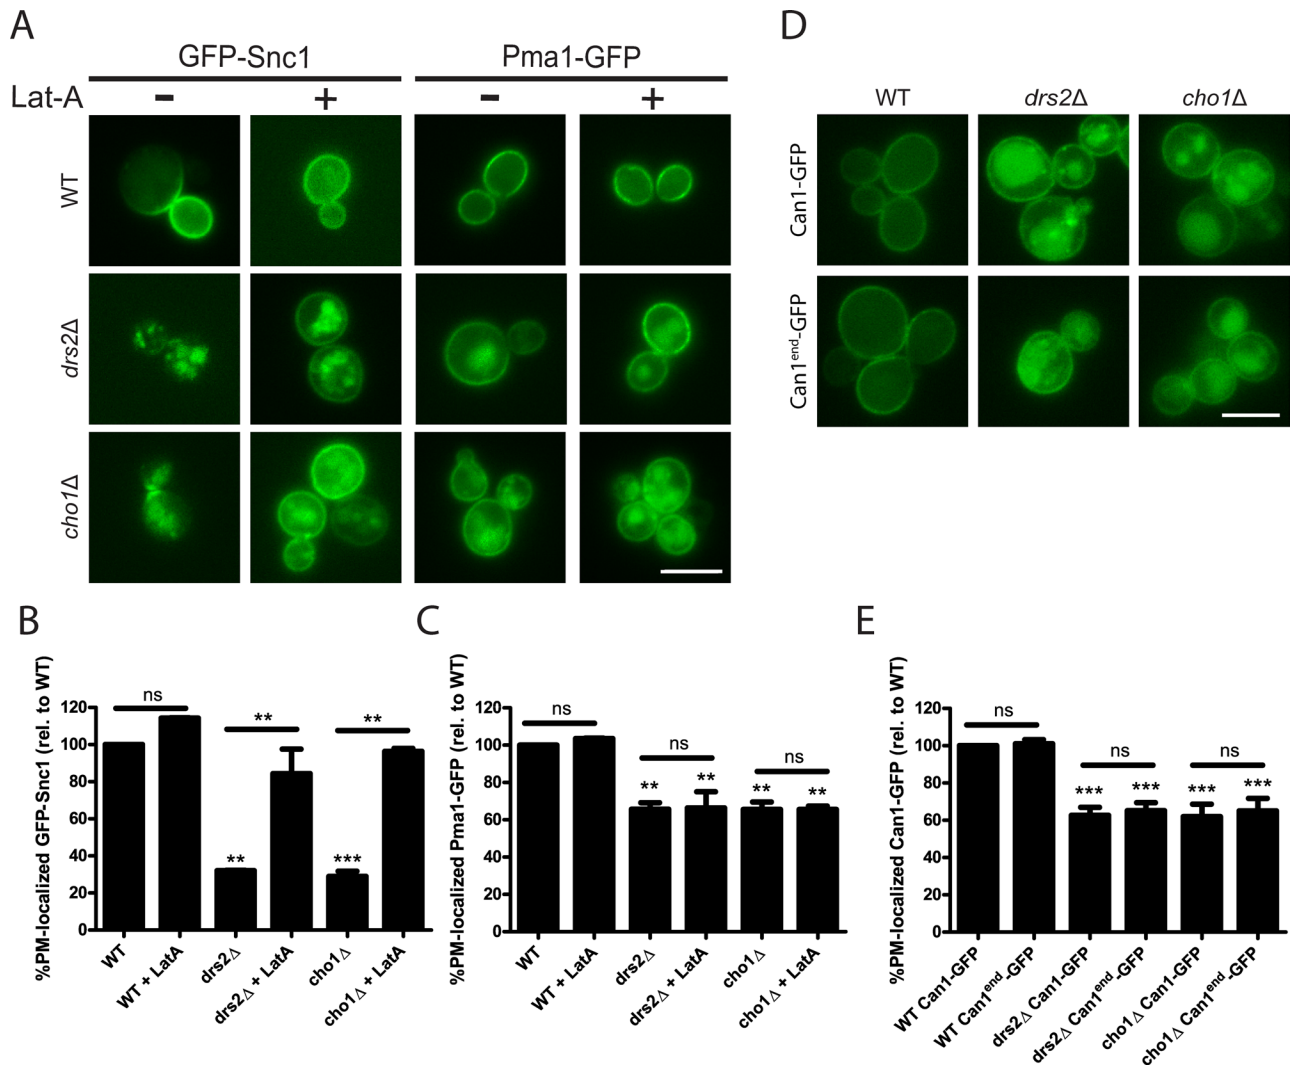 A
GFP-Snc1
Pma1-GFP
Lat-A
- + - +
WT
drs2Δ
cho1Δ
D
WT drs2Δ cho1Δ
Can1-GFP
Can1end-GFP
B
%PM-localized GFP-Snc1 (rel. to WT)
120
100
80
60
40
20
0
ns
**
**
**
***
WT
WT + LatA
drs2Δ
drs2Δ + LatA
cho1Δ
cho1Δ + LatA
C
%PM-localized Pma1-GFP (rel. to WT)
120
100
80
60
40
20
0
ns
ns
ns
** ** ** **
WT
WT + LatA
drs2Δ
drs2Δ + LatA
cho1Δ
cho1Δ + LatA
E
%PM-localized Can1-GFP (rel. to WT)
120
100
80
60
40
20
0
ns
ns
ns
*** *** *** ***
WT Can1-GFP
WT Can1end-GFP
drs2Δ Can1-GFP
drs2Δ Can1end-GFP
cho1Δ Can1-GFP
cho1Δ Can1end-GFP